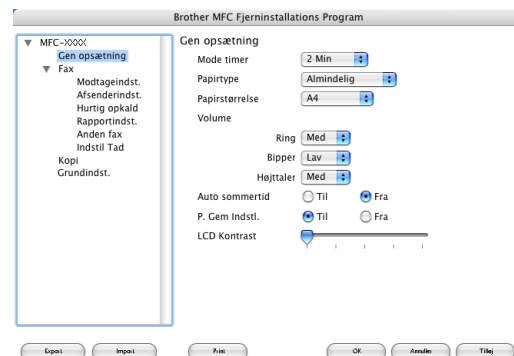 Brother MFC Fjerninstallations Program
MFC-XXXX
Gen opsætning
Fax
Modtageindst.
Afsenderindst.
Hurtig opkald
Rapportindst.
Anden fax
Indstil Tad
Kopi
Grundindst.
Gen opsætning
Mode timer 2 Min
Papirtype Almindelig
Papirstørrelse A4
Volume
Ring Med
Bipper Lav
Højttaler Med
Auto sommertid Til Fra
P. Gem Indstl. Til Fra
LCD Kontrast
Export Import Print OK Annuller Tilføj